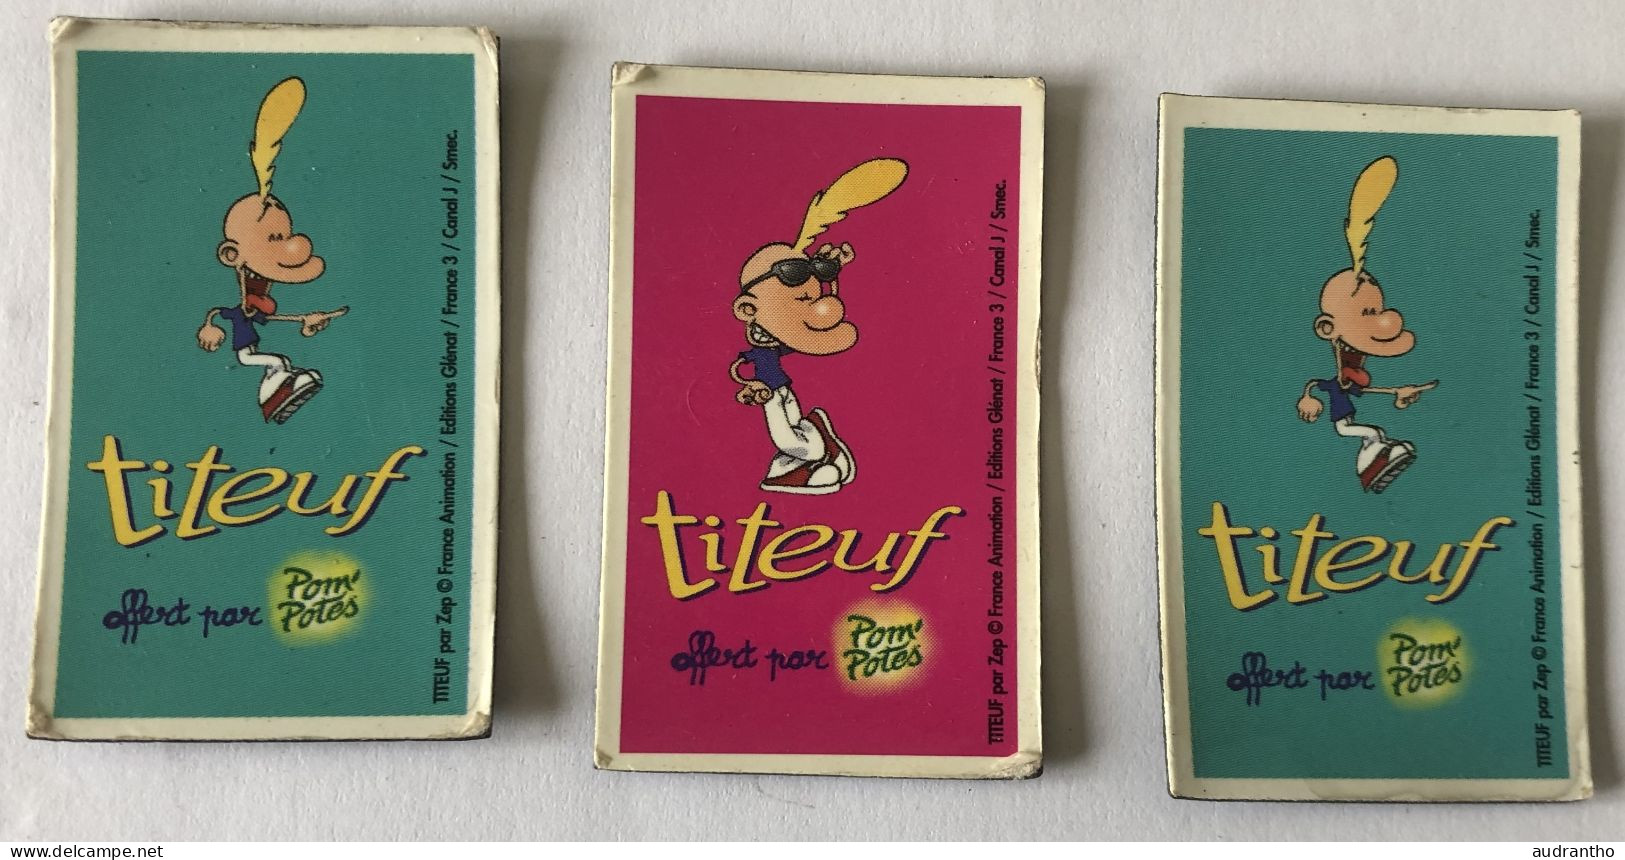 titeuf
offert par
Pom'
Potes
TITEUF par Zep © France Animation / Editions Glénat / France 3 / Canal J / Smec.
titeuf
offert par
Pom'
Potes
TITEUF par Zep © France Animation / Editions Glénat / France 3 / Canal J / Smec.
titeuf
offert par
Pom'
Potes
TITEUF par Zep © France Animation / Editions Glénat / France 3 / Canal J / Smec.
delcampe.net
audrantho